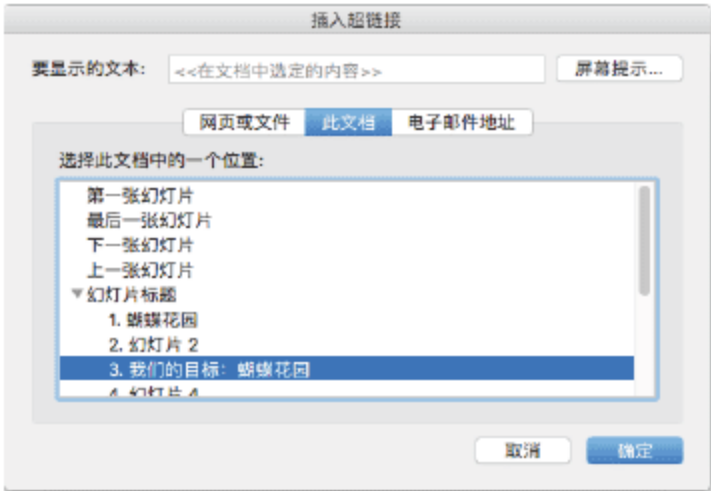 插入超链接
要显示的文本: <<在文档中选定的内容>> 屏幕提示...
网页或文件 此文档 电子邮件地址
选择此文档中的一个位置:
第一张幻灯片
最后一张幻灯片
下一张幻灯片
上一张幻灯片
幻灯片标题
1. 蝴蝶花园
2. 幻灯片 2
3. 我们的目标：蝴蝶花园
4. 幻灯片 4
取消 确定